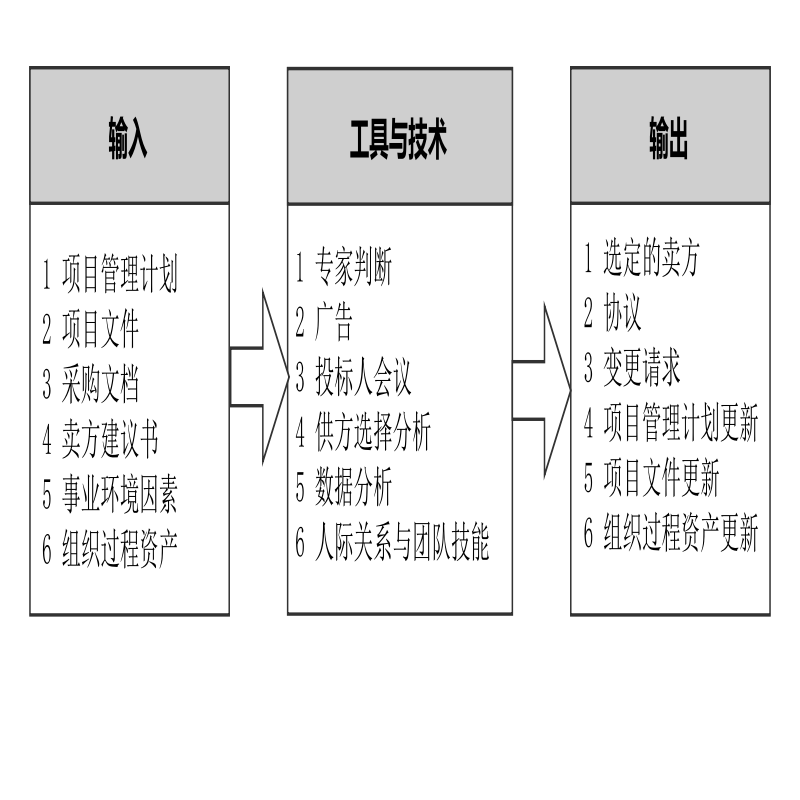 输入
1 项目管理计划
2 项目文件
3 采购文档
4 卖方建议书
5 事业环境因素
6 组织过程资产
工具与技术
1 专家判断
2 广告
3 投标人会议
4 供方选择分析
5 数据分析
6 人际关系与团队技能
输出
1 选定的卖方
2 协议
3 变更请求
4 项目管理计划更新
5 项目文件更新
6 组织过程资产更新